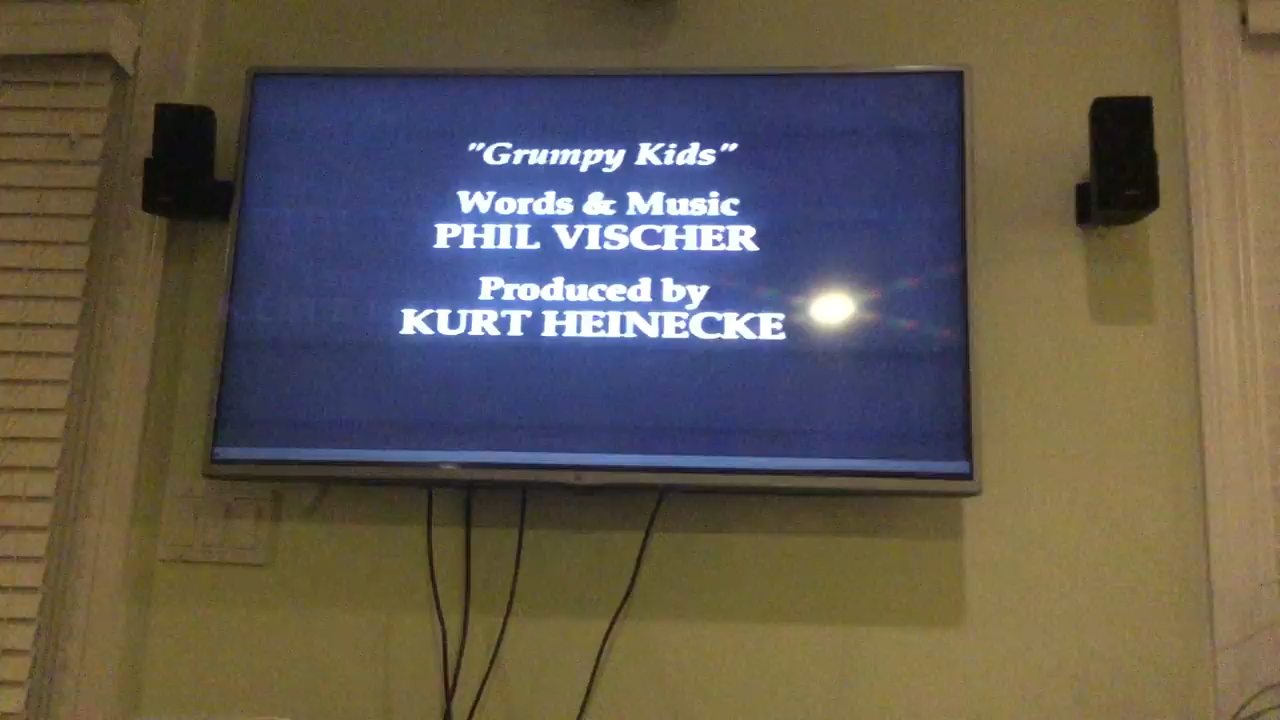 "Grumpy Kids"
Words & Music
PHIL VISCHER
Produced by
KURT HEINECKE